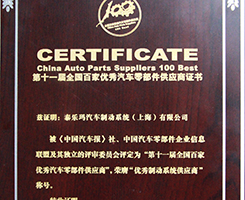 CERTIFICATE
China Auto Parts Suppliers 100 Best
第十一届全国百家优秀汽车零部件供应商证书
兹证明：泰乐玛汽车制动系统（上海）有限公司
被《中国汽车报》社、中国汽车零部件企业信息
联盟及其独立的评审委员会评定为“第十一届全国百家
优秀汽车零部件供应商”，荣膺“优秀制动系统供应商”
称号。